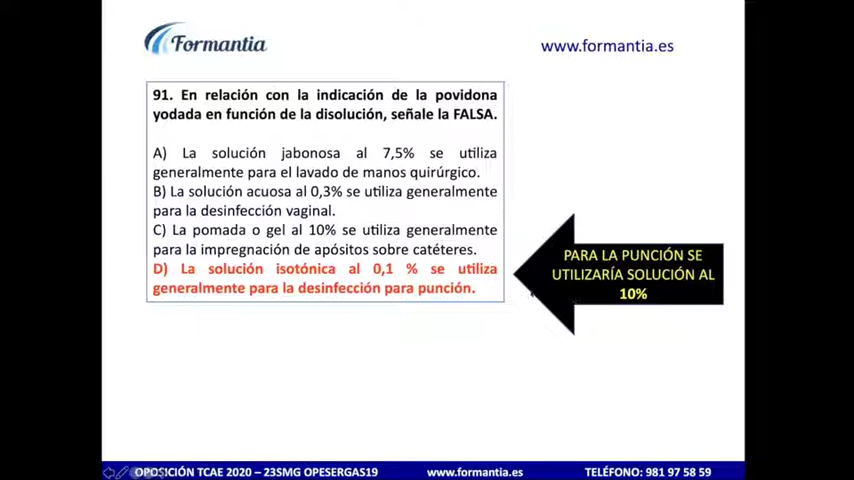 Formantia
www.formantia.es
91. En relación con la indicación de la povidona
yodada en función de la disolución, señale la FALSA.
A) La solución jabonosa al 7,5% se utiliza
generalmente para el lavado de manos quirúrgico.
B) La solución acuosa al 0,3% se utiliza generalmente
para la desinfección vaginal.
C) La pomada o gel al 10% se utiliza generalmente
para la impregnación de apósitos sobre catéteres.
D) La solución isotónica al 0,1 % se utiliza
generalmente para la desinfección para punción.
PARA LA PUNCIÓN SE
UTILIZARÍA SOLUCIÓN AL
10%
OPOSICIÓN TCAE 2020 – 23SMG OPESERGAS19 www.formantia.es TELÉFONO: 981 97 58 59